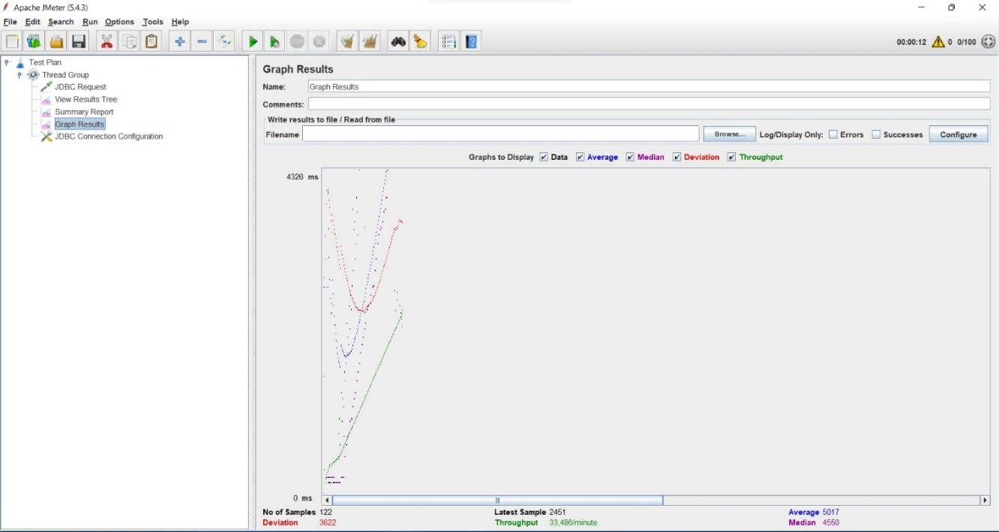 Apache JMeter (5.4.3)
File Edit Search Run Options Tools Help
00:00:12 0 0/100
Test Plan
Thread Group
JDBC Request
View Results Tree
Summary Report
Graph Results
JDBC Connection Configuration
Graph Results
Name: Graph Results
Comments:
Write results to file / Read from file
Filename Browse... Log/Display Only: Errors Successes Configure
Graphs to Display Data Average Median Deviation Throughput
4326 ms
0 ms
No of Samples 122 Latest Sample 2451 Average 5017
Deviation 3622 Throughput 33,486/minute Median 4550